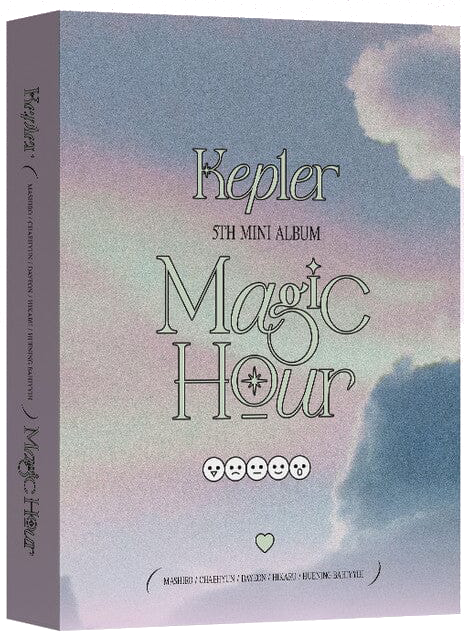 Kep1er
5TH MINI ALBUM
Magic
Hour
( MASHIRO / CHAEHYUN / DAYEON / HIKARU / HUENING BAHIYYIH )
Kep1er
( MASHIRO / CHAEHYUN / DAYEON / HIKARU / HUENING BAHIYYIH )
Magic Hour